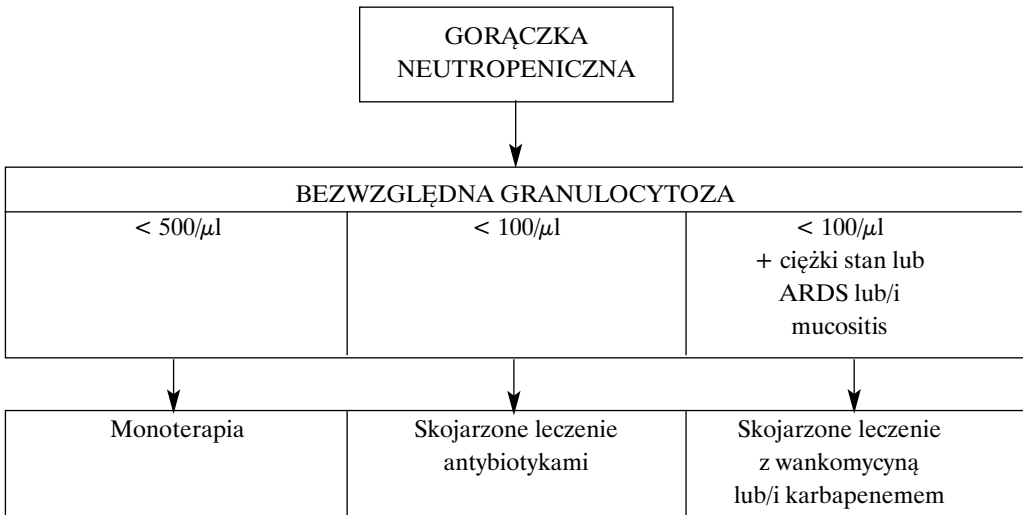 GORĄCZKA
NEUTROPENICZNA
BEZWZGLĘDNA GRANULOCYTOZA
< 500/μl
< 100/μl
< 100/μl
+ ciężki stan lub
ARDS lub/i
mucositis
Monoterapia
Skojarzone leczenie
antybiotykami
Skojarzone leczenie
z wankomycyną
lub/i karbapenemem